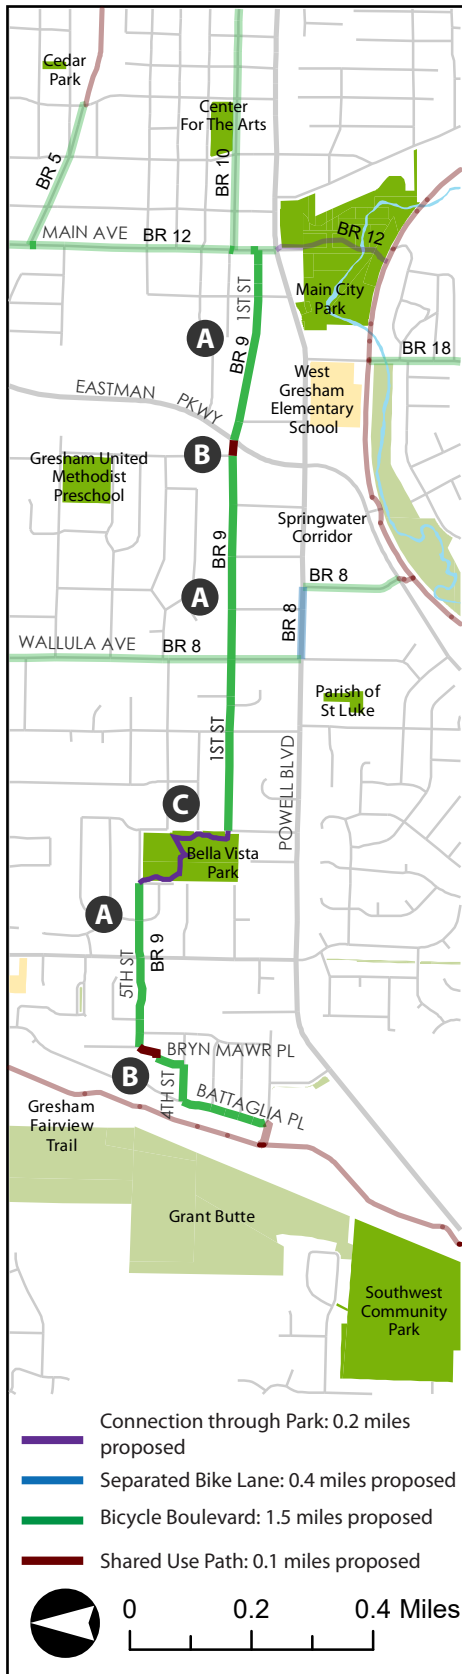 Cedar
Park
Center
For The Arts
BR 5
BR 10
MAIN AVE
BR 12
BR 12
1ST ST
Main City
Park
A
BR 9
BR 18
West
Gresham
Elementary
School
EASTMAN
PKWY
B
Gresham United
Methodist
Preschool
Springwater
Corridor
BR 9
BR 8
A
BR 8
WALLULA AVE
BR 8
Parish of
St Luke
1ST ST
POWELL BLVD
C
Bella Vista
Park
A
BR 9
5TH ST
BRYN MAWR PL
B
4TH ST
BATTAGLIA PL
Gresham
Fairview
Trail
Grant Butte
Southwest
Community
Park
Connection through Park: 0.2 miles
proposed
Separated Bike Lane: 0.4 miles proposed
Bicycle Boulevard: 1.5 miles proposed
Shared Use Path: 0.1 miles proposed
0 0.2 0.4 Miles